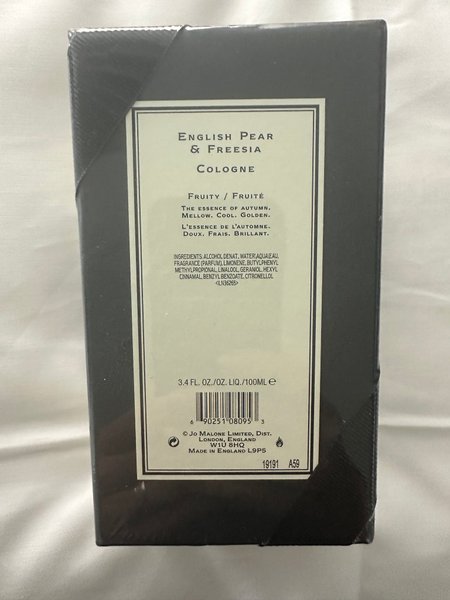 ENGLISH PEAR
& FREESIA
COLOGNE
FRUITY / FRUITÉ
THE ESSENCE OF AUTUMN.
MELLOW. COOL. GOLDEN.
L'ESSENCE DE L'AUTOMNE.
DOUX. FRAIS. BRILLANT.
INGREDIENTS: ALCOHOL DENAT., WATER\AQUA\EAU,
FRAGRANCE (PARFUM), LIMONENE, BUTYLPHENYL
METHYLPROPIONAL, LINALOOL, GERANIOL, HEXYL
CINNAMAL, BENZYL BENZOATE, CITRONELLOL
<ILN36265>
3.4 FL. OZ./OZ. LIQ./100ML ℮
6 90251 08095 3
© JO MALONE LIMITED, DIST.
LONDON, ENGLAND
W1U 8HQ
MADE IN ENGLAND L9P5
19191 A59